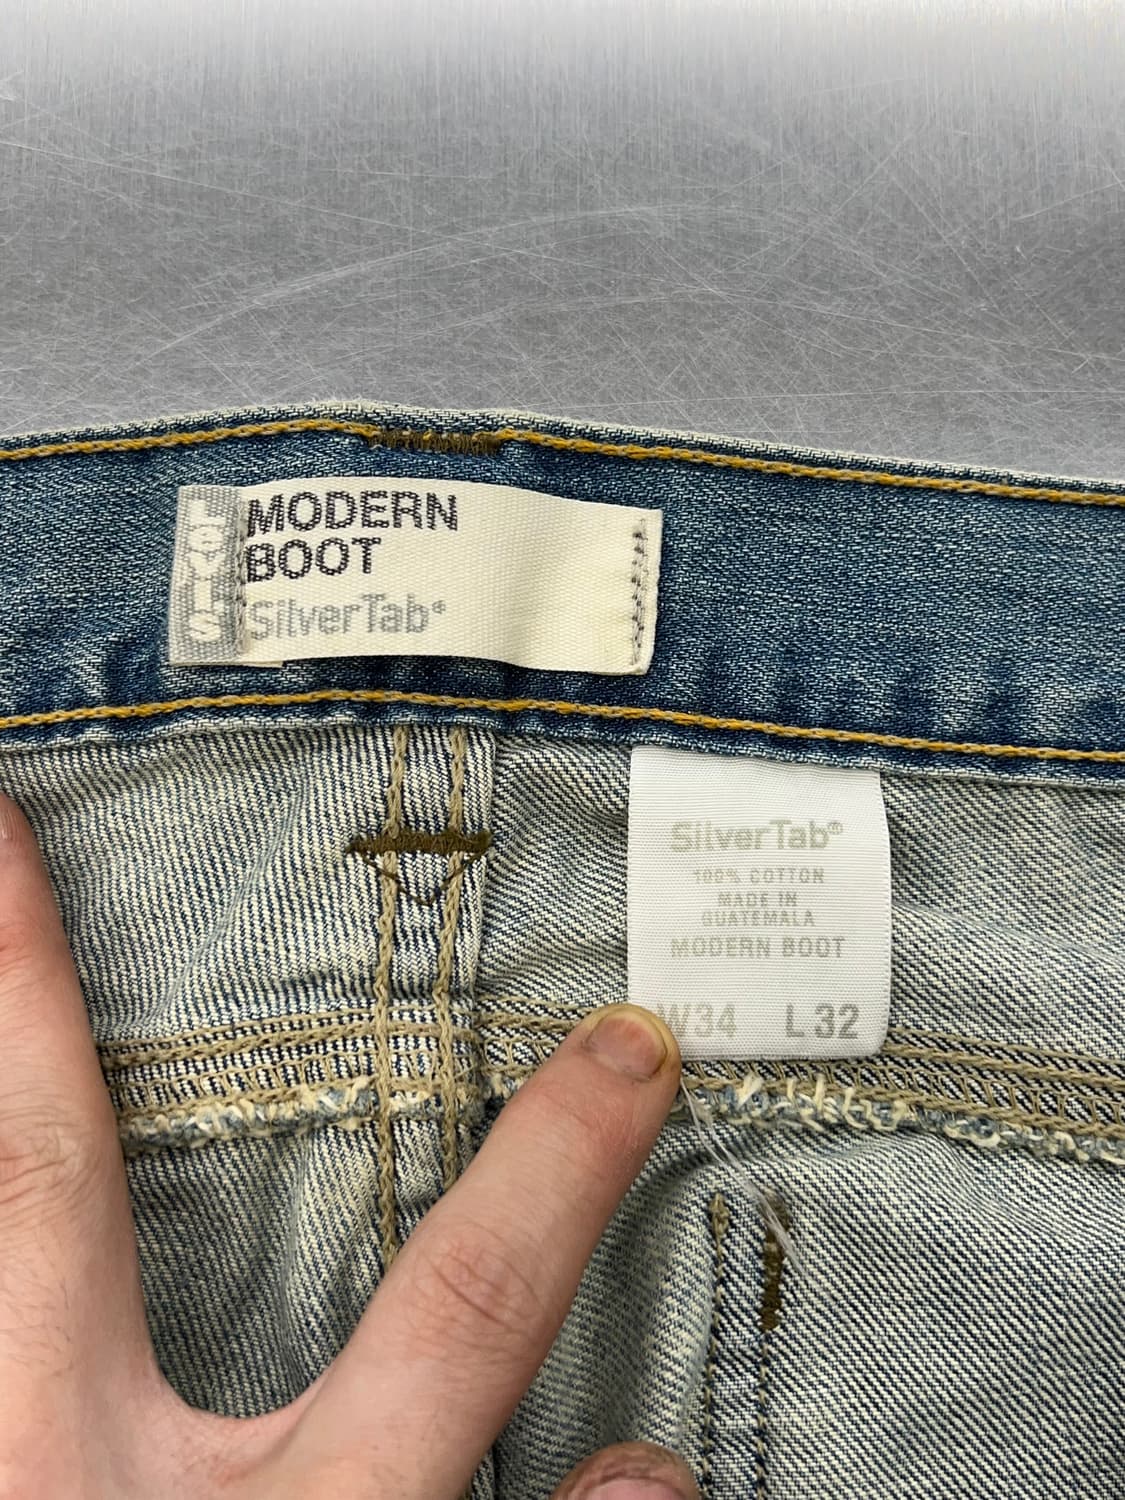 Levi's
MODERN
BOOT
SilverTab®
SilverTab®
100% COTTON
MADE IN
GUATEMALA
MODERN BOOT
W34 L32